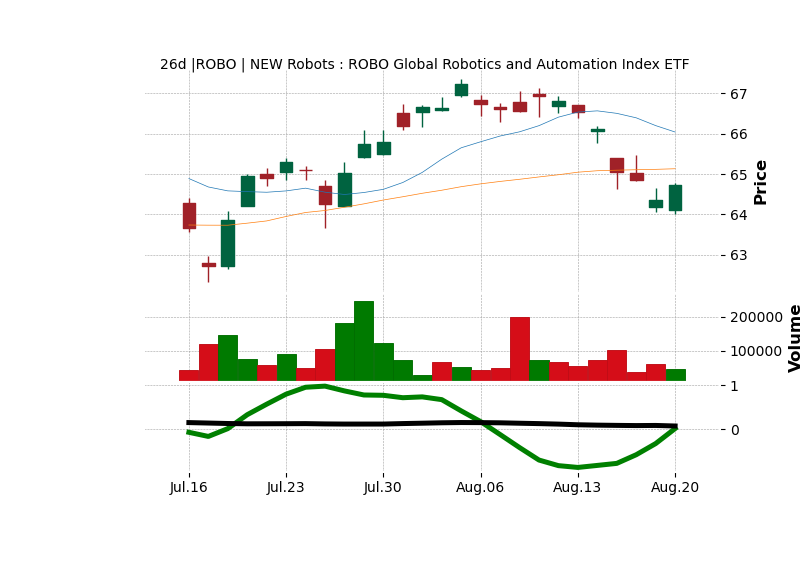 26d |ROBO | NEW Robots : ROBO Global Robotics and Automation Index ETF
67
66
65
64
63
Price
200000
100000
Volume
1
0
Jul.16 Jul.23 Jul.30 Aug.06 Aug.13 Aug.20